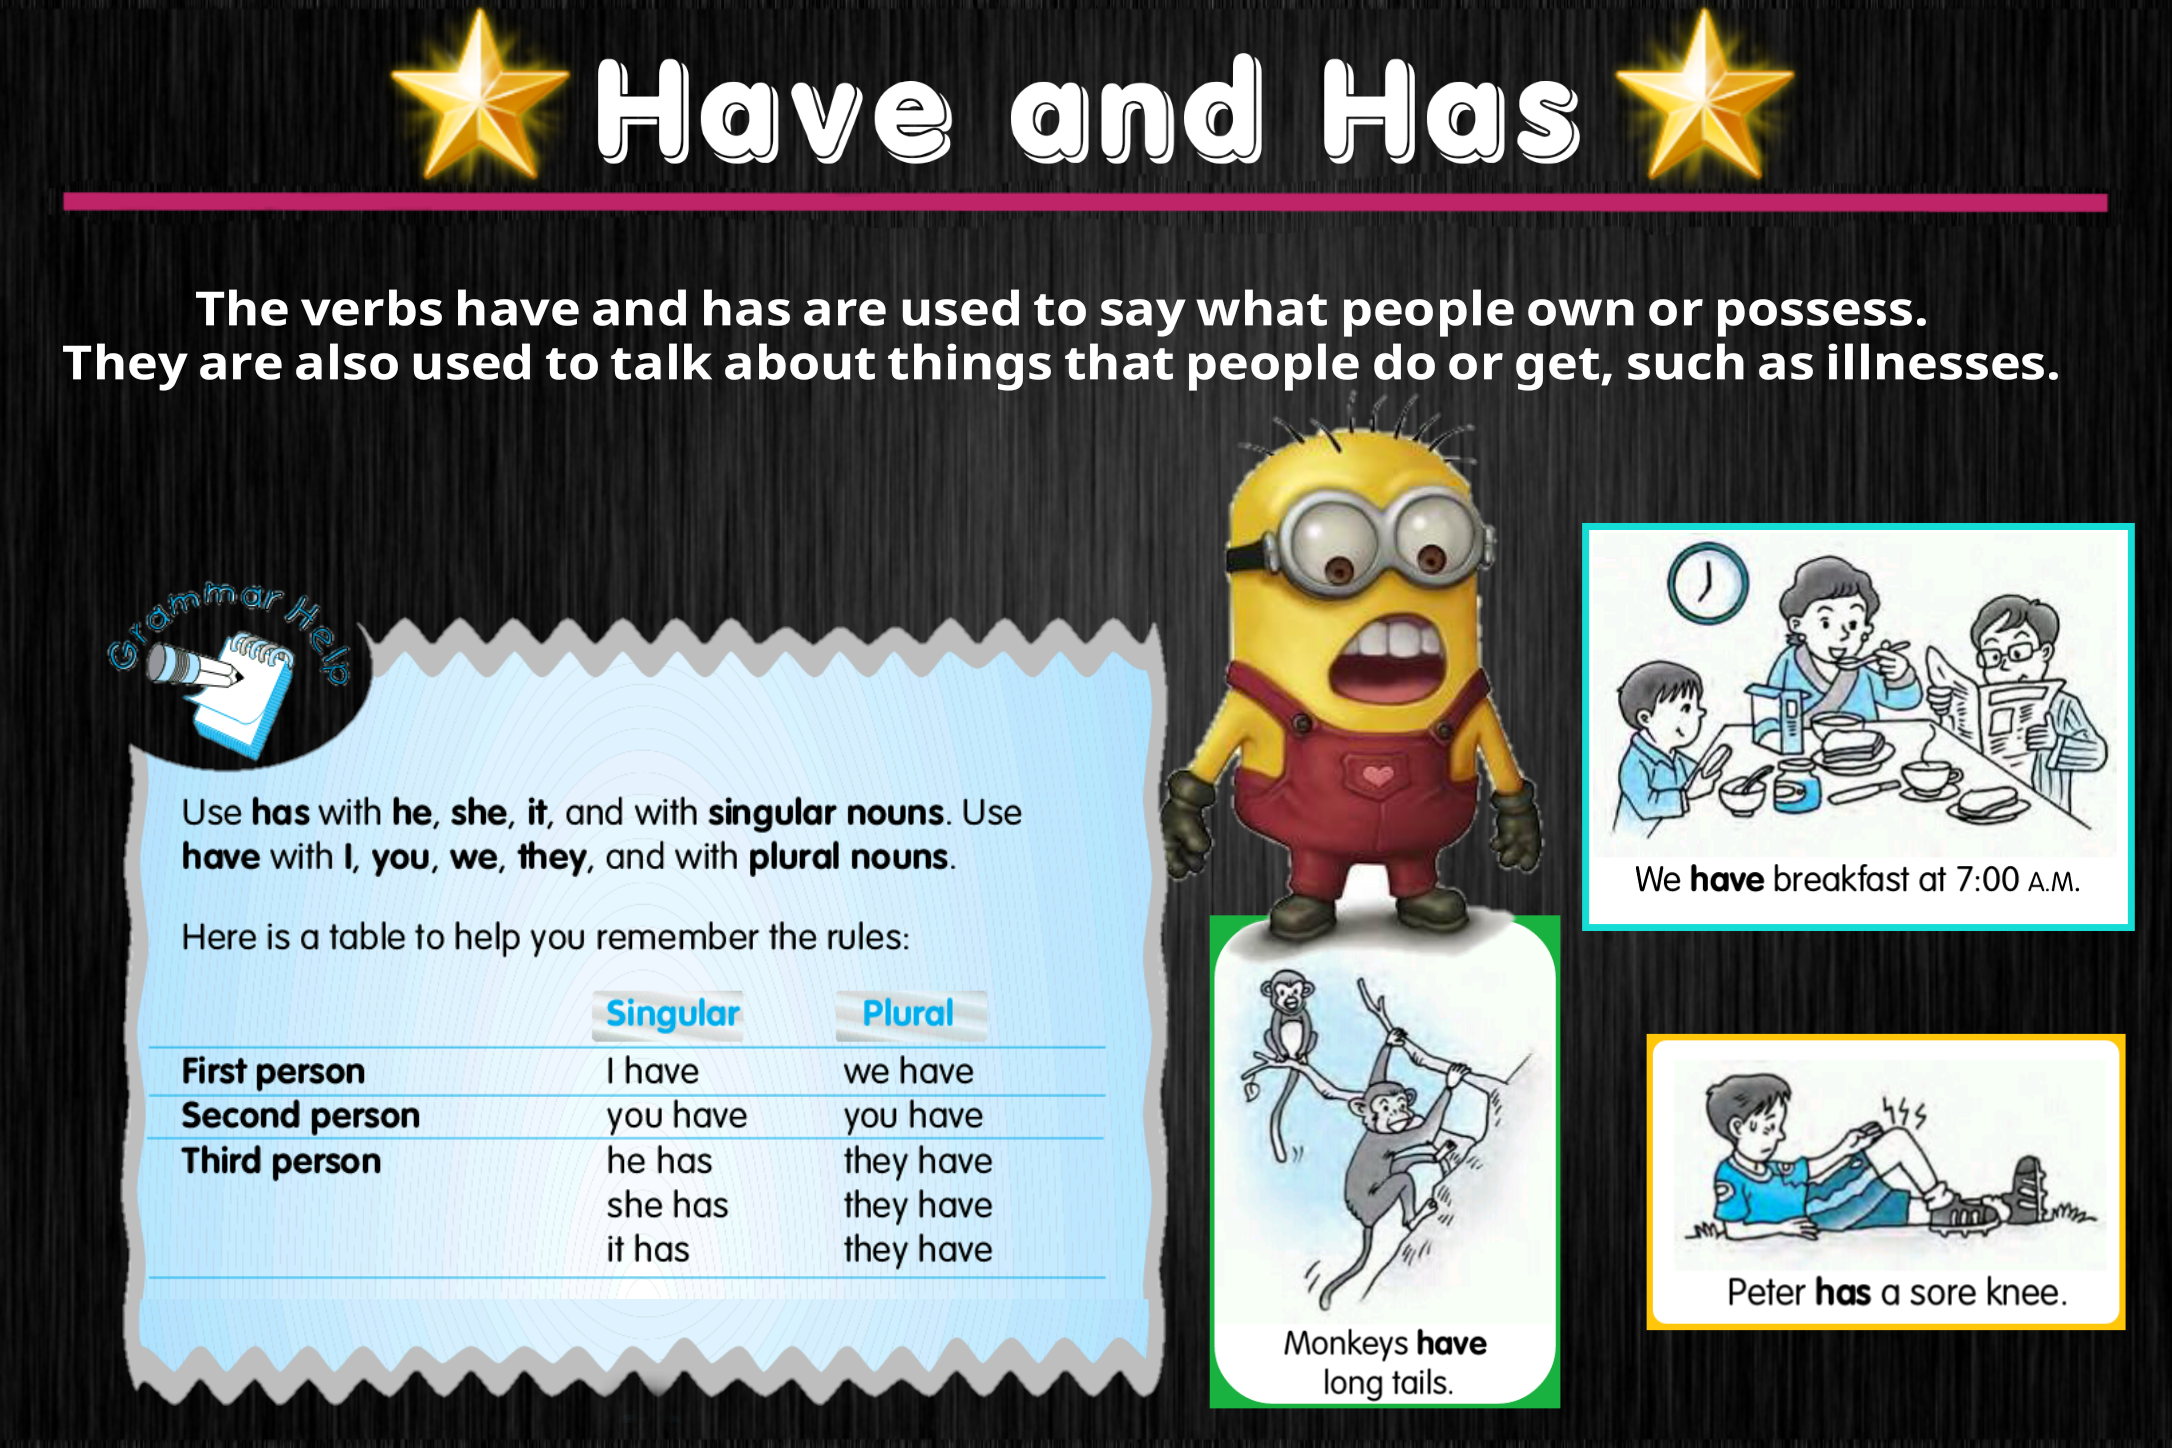 Have and Has
The verbs have and has are used to say what people own or possess.
They are also used to talk about things that people do or get, such as illnesses.
Grammar Help
Use has with he, she, it, and with singular nouns. Use
have with I, you, we, they, and with plural nouns.
Here is a table to help you remember the rules:
Singular Plural
First person I have we have
Second person you have you have
Third person he has they have
she has they have
it has they have
We have breakfast at 7:00 A.M.
Monkeys have
long tails.
Peter has a sore knee.